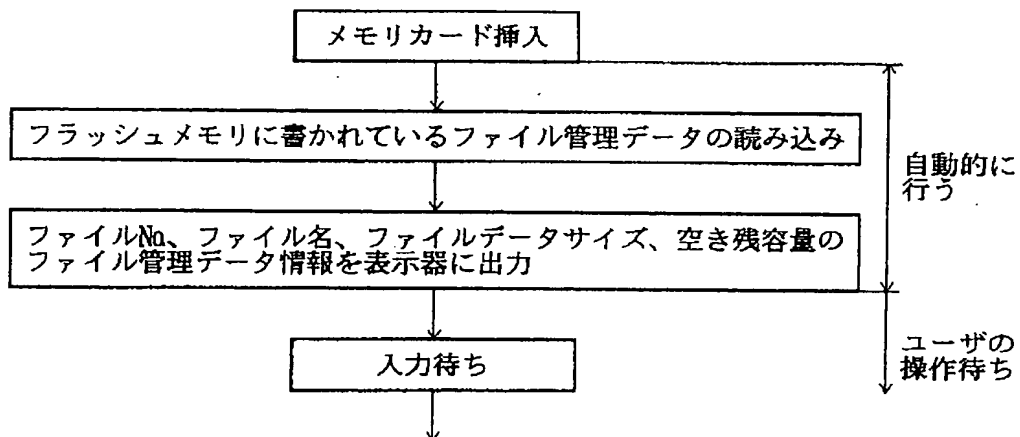 メモリカード挿入
フラッシュメモリに書かれているファイル管理データの読み込み
自動的に
行う
ファイル№、ファイル名、ファイルデータサイズ、空き残容量の
ファイル管理データ情報を表示器に出力
入力待ち
ユーザの
操作待ち